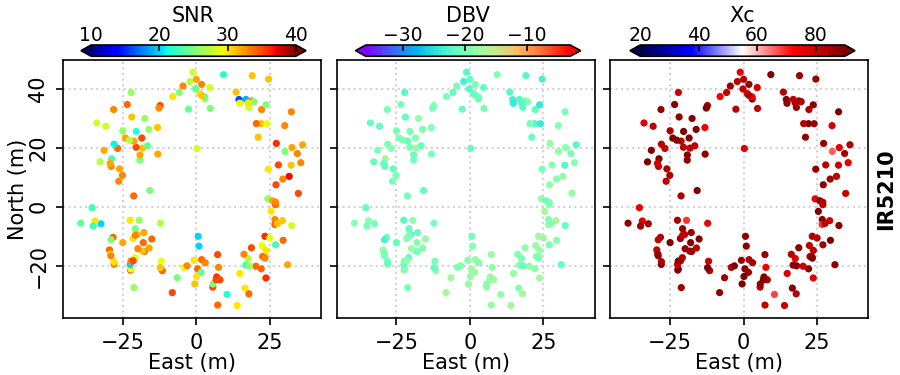 SNR DBV Xc
10 20 30 40 −30 −20 −10 20 40 60 80
40
20
0
−20
North (m)
IR5210
−25 0 25 −25 0 25 −25 0 25
East (m) East (m) East (m)